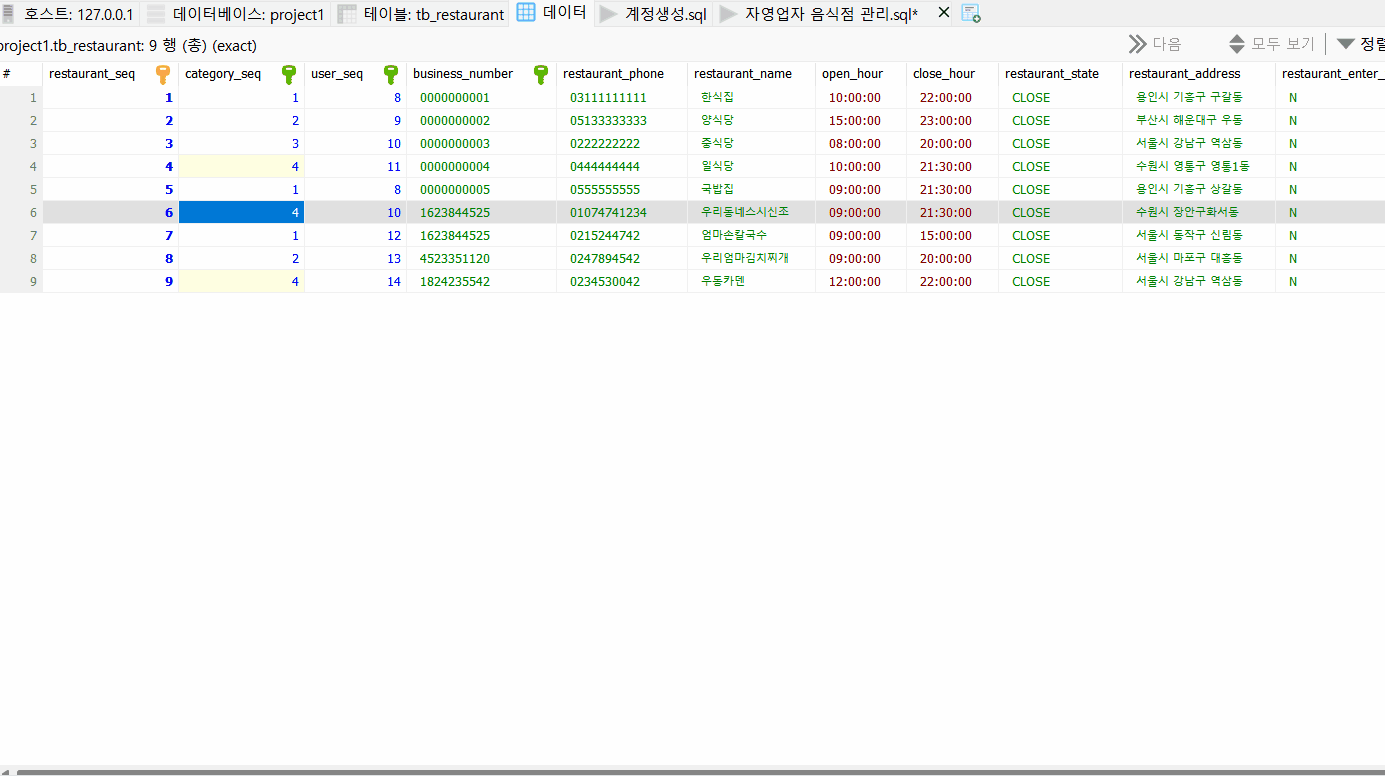 호스트: 127.0.0.1 데이터베이스: project1 테이블: tb_restaurant 데이터 계정생성.sql 자영업자 음식점 관리.sql*
project1.tb_restaurant: 9 행 (총) (exact) 다음 모두 보기 정렬
# restaurant_seq category_seq user_seq business_number restaurant_phone restaurant_name open_hour close_hour restaurant_state restaurant_address restaurant_enter_
1 1 1 8 0000000001 03111111111 한식집 10:00:00 22:00:00 CLOSE 용인시 기흥구 구갈동 N
2 2 2 9 0000000002 05133333333 양식당 15:00:00 23:00:00 CLOSE 부산시 해운대구 우동 N
3 3 3 10 0000000003 0222222222 중식당 08:00:00 20:00:00 CLOSE 서울시 강남구 역삼동 N
4 4 4 11 0000000004 0444444444 일식당 10:00:00 21:30:00 CLOSE 수원시 영통구 영통1동 N
5 5 1 8 0000000005 0555555555 국밥집 09:00:00 21:30:00 CLOSE 용인시 기흥구 상갈동 N
6 6 4 10 1623844525 01074741234 우리동네스시신조 09:00:00 21:30:00 CLOSE 수원시 장안구화서동 N
7 7 1 12 1623844525 0215244742 엄마손칼국수 09:00:00 15:00:00 CLOSE 서울시 동작구 신림동 N
8 8 2 13 4523351120 0247894542 우리엄마김치찌개 09:00:00 20:00:00 CLOSE 서울시 마포구 대흥동 N
9 9 4 14 1824235542 0234530042 우동카덴 12:00:00 22:00:00 CLOSE 서울시 강남구 역삼동 N